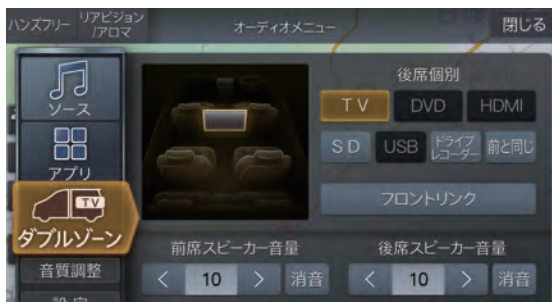 ハンズフリー リアビジョン/アロマ オーディオメニュー 閉じる
ソース
アプリ
TV
ダブルゾーン
音質調整
設定
後席個別
TV DVD HDMI
SD USB ドライブレコーダー 前と同じ
フロントリンク
前席スピーカー音量 後席スピーカー音量
< 10 > 消音 < 10 > 消音